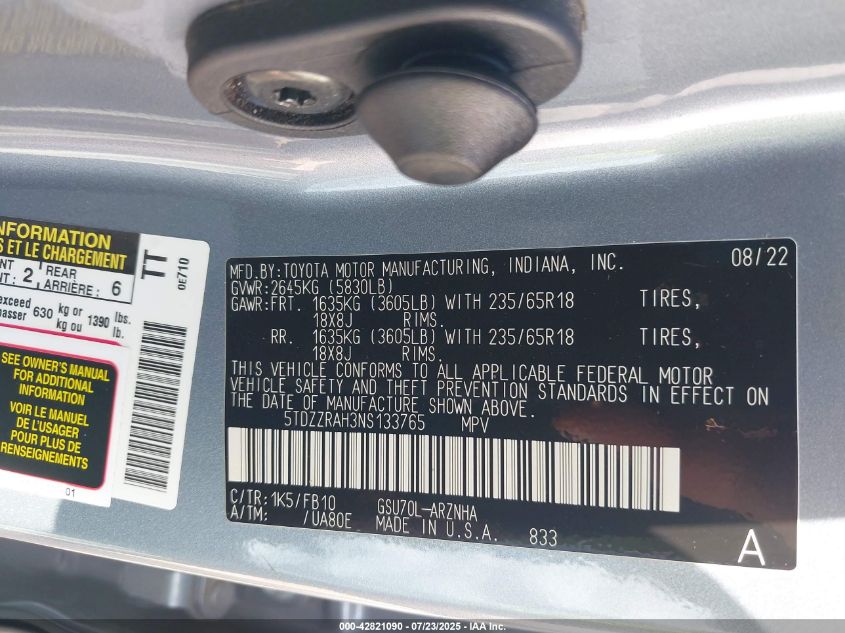 NFORMATION
S ET LE CHARGEMENT
NT 2 REAR 6
T : ARRIÈRE :
exceed 630 kg or 1390 lbs.
passer kg ou lb.
TT
0E710
SEE OWNER'S MANUAL
FOR ADDITIONAL
INFORMATION
VOIR LE MANUEL
DE L'USAGER
POUR PLUS DE
RENSEIGNEMENTS
01
MFD.BY:TOYOTA MOTOR MANUFACTURING, INDIANA, INC. 08/22
GVWR:2645KG (5830LB)
GAWR:FRT. 1635KG (3605LB) WITH 235/65R18 TIRES,
18X8J RIMS.
RR. 1635KG (3605LB) WITH 235/65R18 TIRES,
18X8J RIMS.
THIS VEHICLE CONFORMS TO ALL APPLICABLE FEDERAL MOTOR
VEHICLE SAFETY AND THEFT PREVENTION STANDARDS IN EFFECT ON
THE DATE OF MANUFACTURE SHOWN ABOVE.
5TDZZRAH3NS133765 MPV
C/TR:1K5/FB10 GSU70L-ARZNHA
A/TM: /UA80E MADE IN U.S.A. 833
A
000-42821090 - 07/23/2025 - IAA Inc.